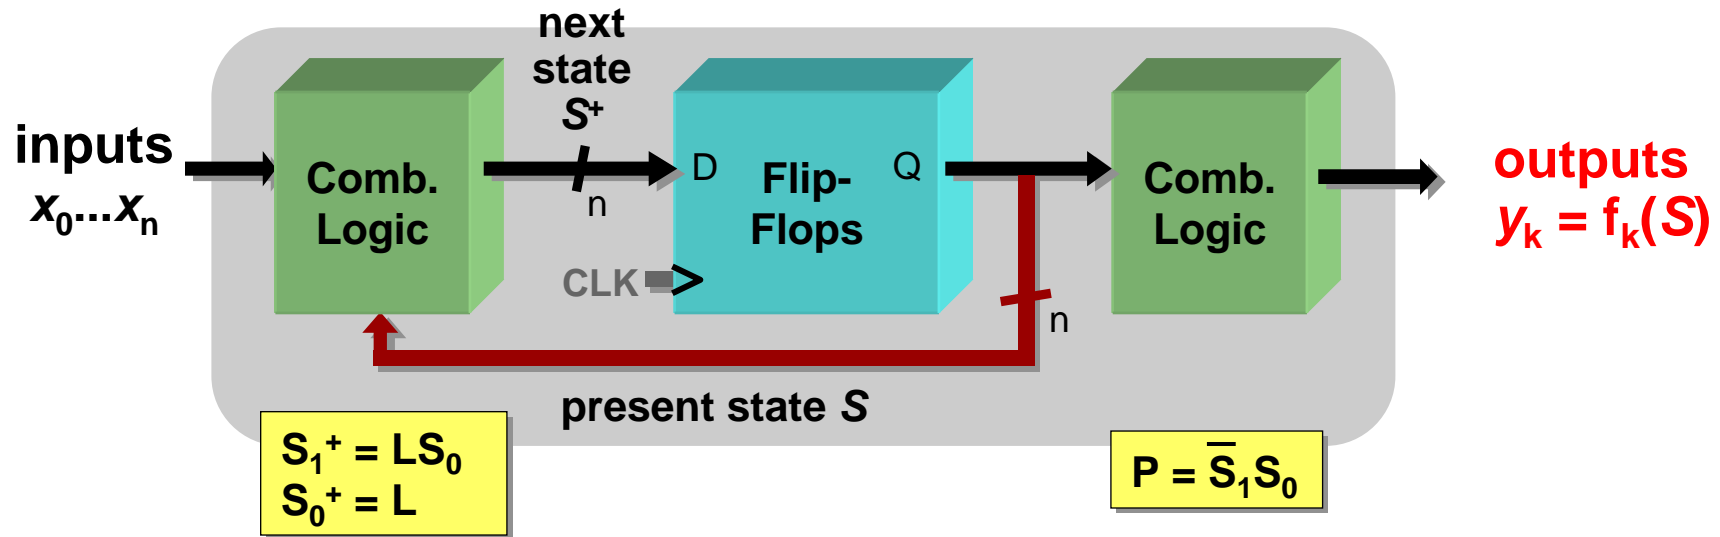 next
state
S⁺
n
inputs
x₀...xₙ
Comb.
Logic
D
Q
Flip-
Flops
CLK
n
Comb.
Logic
outputs
yₖ = fₖ(S)
present state S
S₁⁺ = LS₀
S₀⁺ = L
P = S̅₁S₀